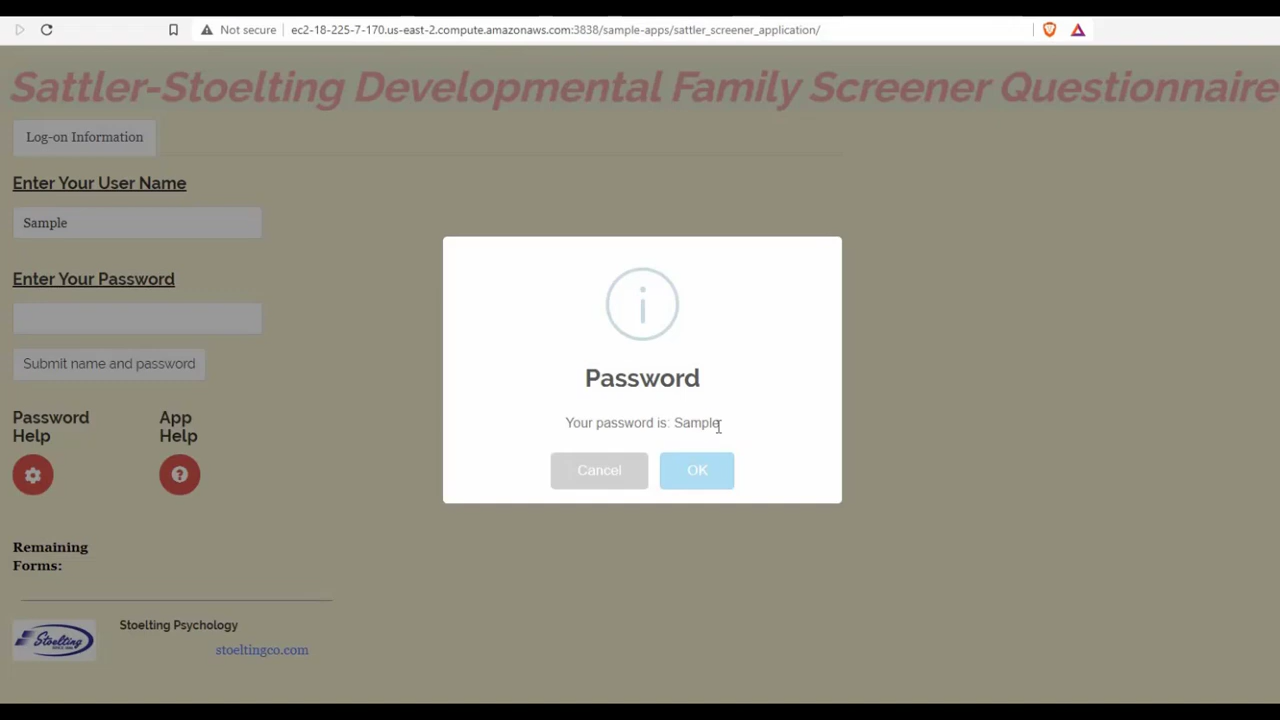 Not secure ec2-18-225-7-170.us-east-2.compute.amazonaws.com:3838/sample-apps/sattler_screener_application/
Sattler-Stoelting Developmental Family Screener Questionnaire
Log-on Information
Enter Your User Name
Sample
Enter Your Password
Submit name and password
Password
Help
App
Help
Remaining
Forms:
Stoelting
Stoelting Psychology
stoeltingco.com
Password
Your password is: Sample
Cancel
OK